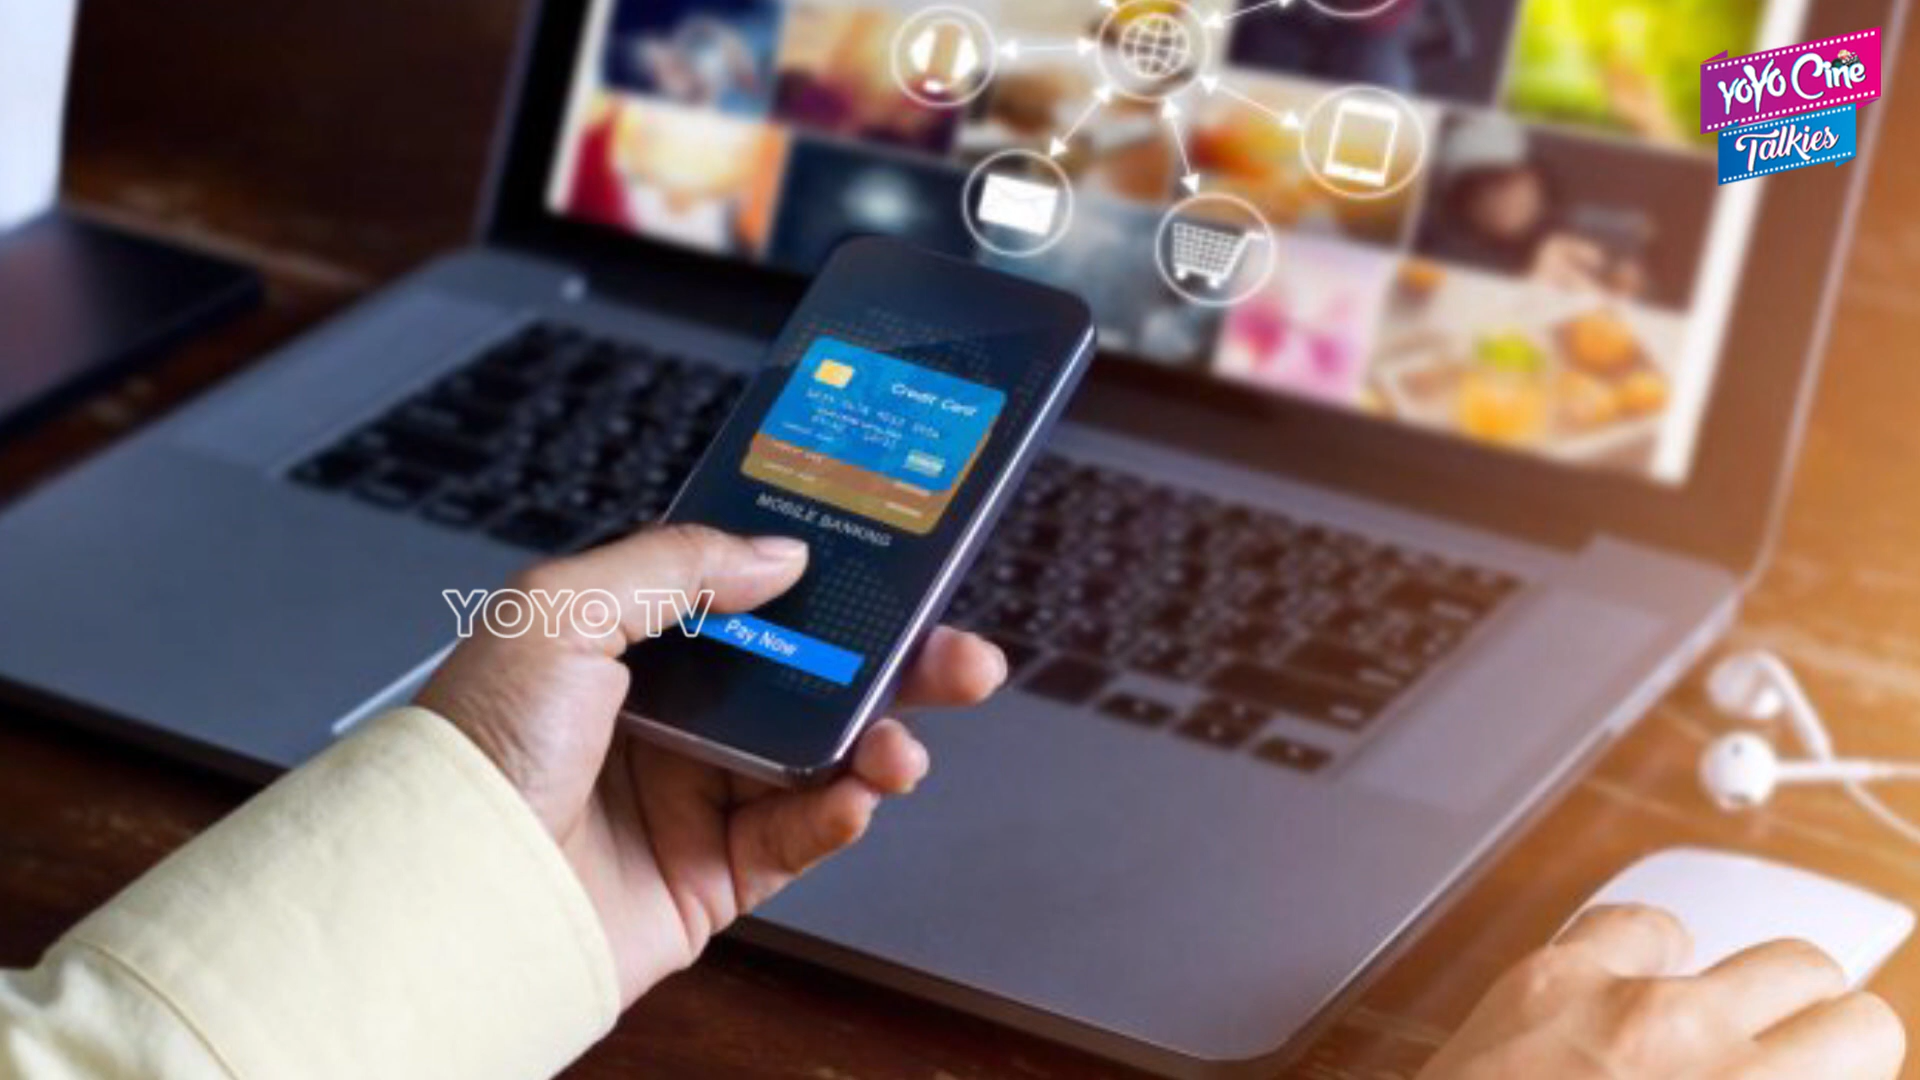 YOYO Cine
Talkies
Credit Card
MOBILE BANKING
YOYO TV
Pay Now